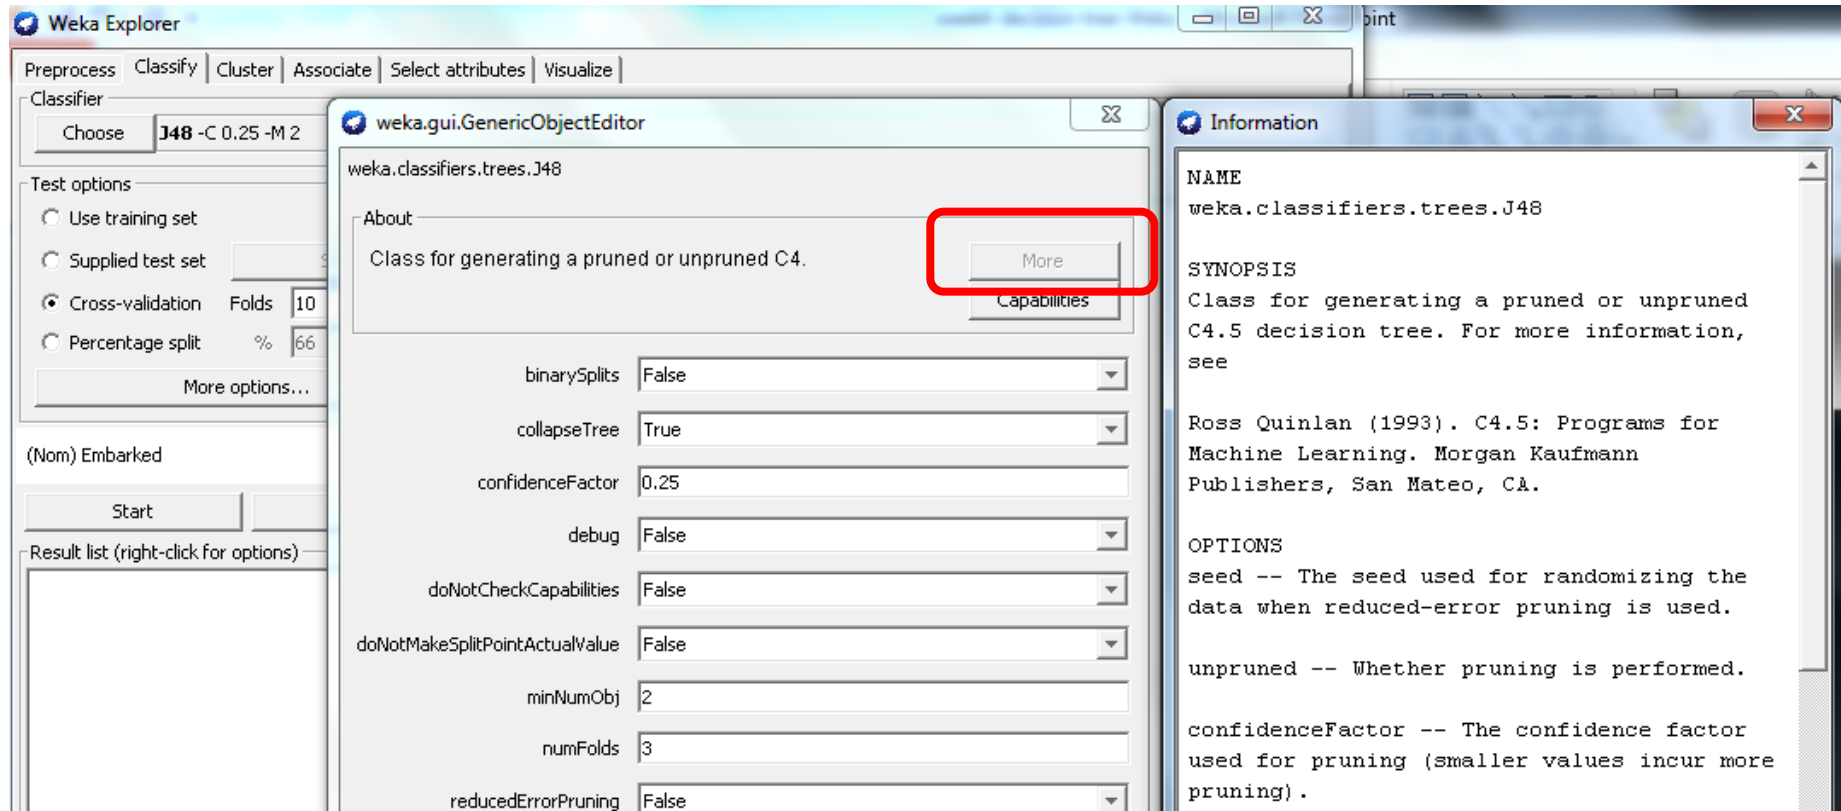 Weka Explorer
oint
Preprocess Classify Cluster Associate Select attributes Visualize
Classifier
Choose J48 -C 0.25 -M 2
Test options
Use training set
Supplied test set
Cross-validation Folds 10
Percentage split % 66
More options...
(Nom) Embarked
Start
Result list (right-click for options)
weka.gui.GenericObjectEditor
weka.classifiers.trees.J48
About
Class for generating a pruned or unpruned C4.
More
Capabilities
binarySplits False
collapseTree True
confidenceFactor 0.25
debug False
doNotCheckCapabilities False
doNotMakeSplitPointActualValue False
minNumObj 2
numFolds 3
reducedErrorPruning False
Information
NAME
weka.classifiers.trees.J48
SYNOPSIS
Class for generating a pruned or unpruned
C4.5 decision tree. For more information,
see
Ross Quinlan (1993). C4.5: Programs for
Machine Learning. Morgan Kaufmann
Publishers, San Mateo, CA.
OPTIONS
seed -- The seed used for randomizing the
data when reduced-error pruning is used.
unpruned -- Whether pruning is performed.
confidenceFactor -- The confidence factor
used for pruning (smaller values incur more
pruning).